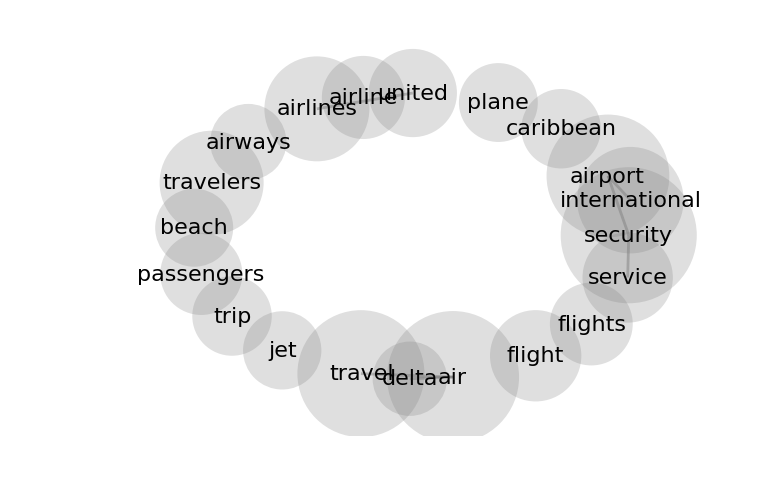 united
airline
plane
airlines
caribbean
airways
airport
travelers
international
beach
security
passengers
service
trip
flights
jet
flight
travel
delta
air